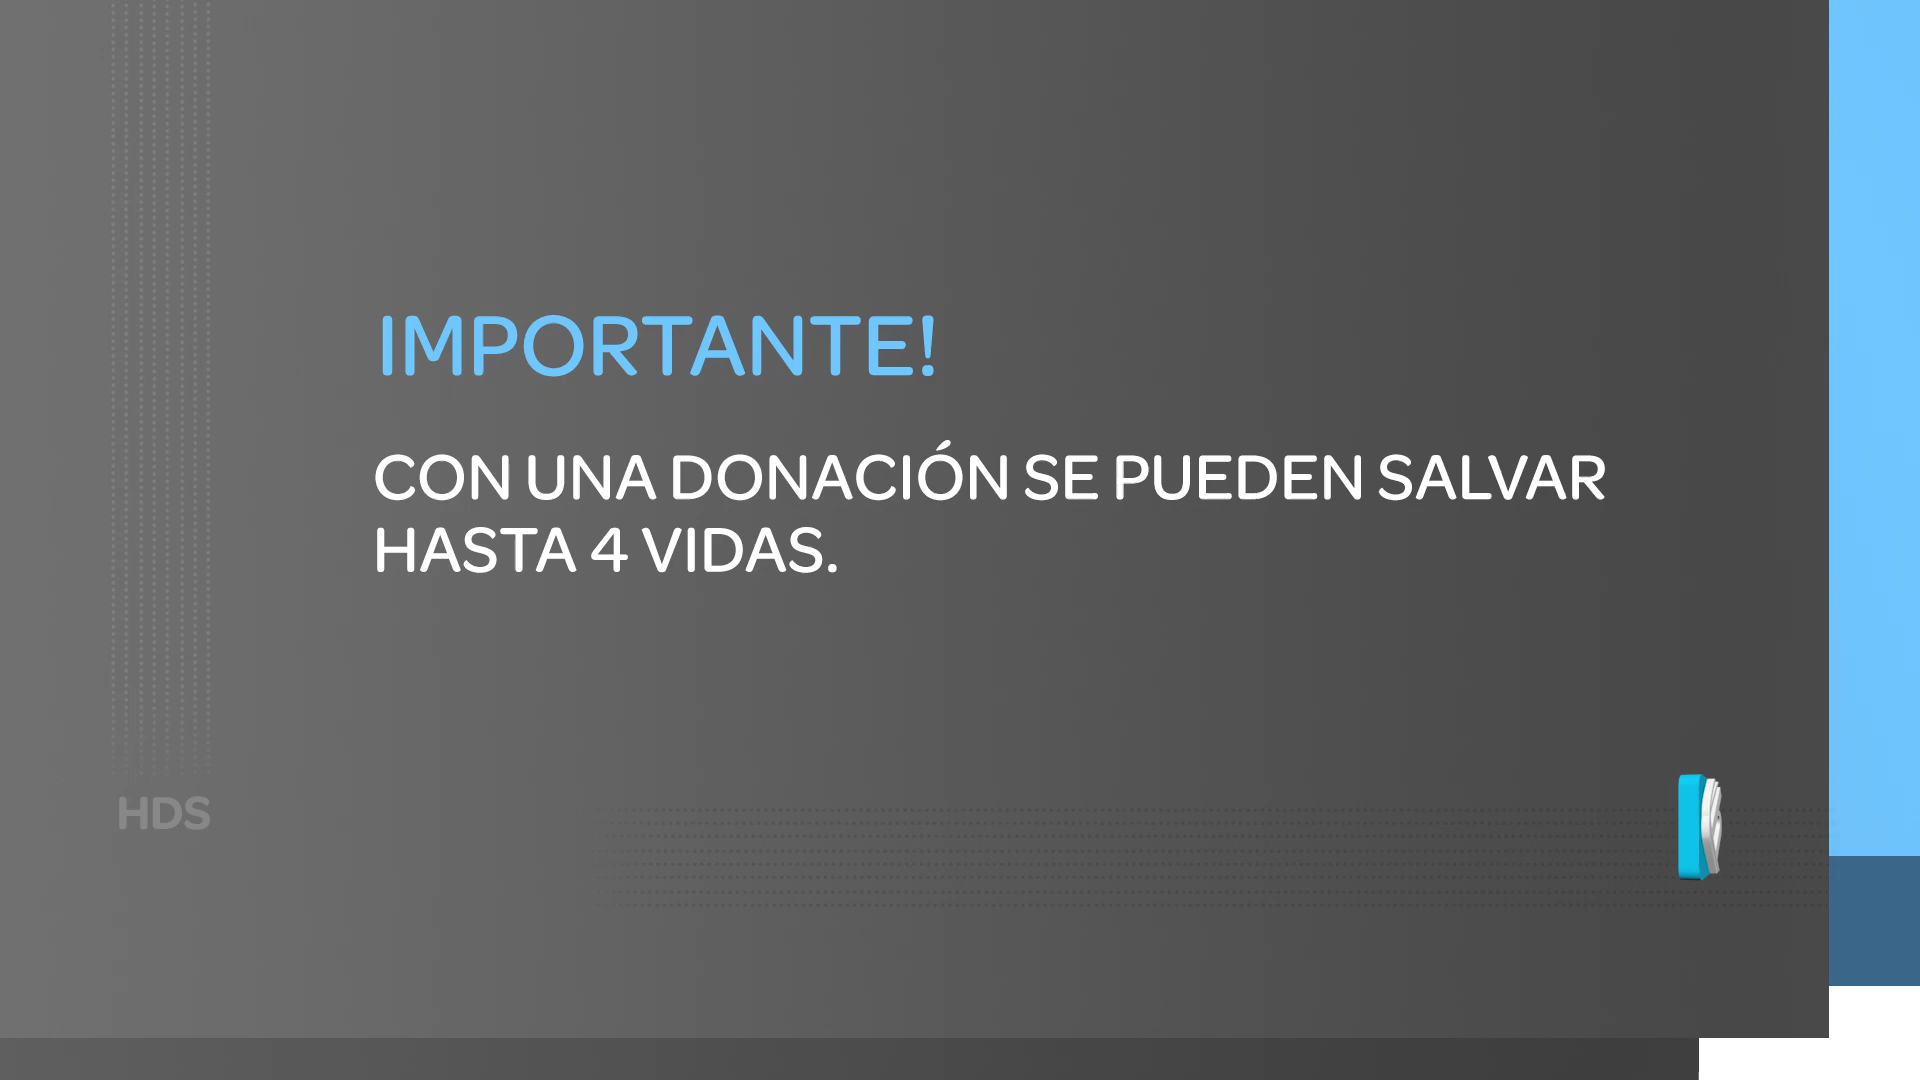 IMPORTANTE!
CON UNA DONACIÓN SE PUEDEN SALVAR
HASTA 4 VIDAS.
HDS